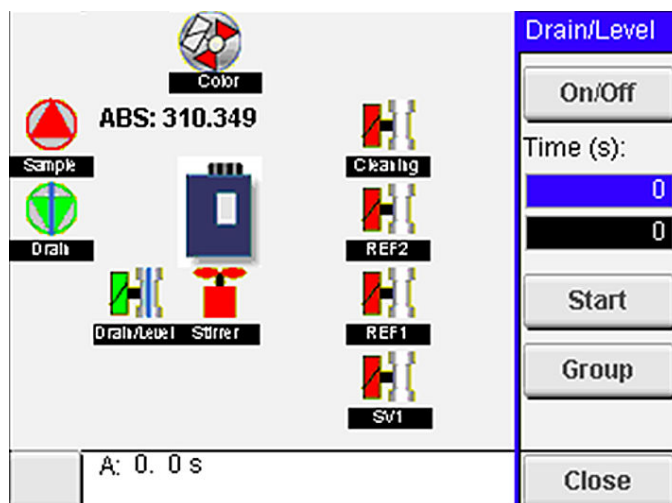 Color
ABS: 310.349
Sample
Drain
Drain/Level
Stirrer
Cleaning
REF2
REF1
SV1
A: 0. 0 s
Drain/Level
On/Off
Time (s):
0
0
Start
Group
Close